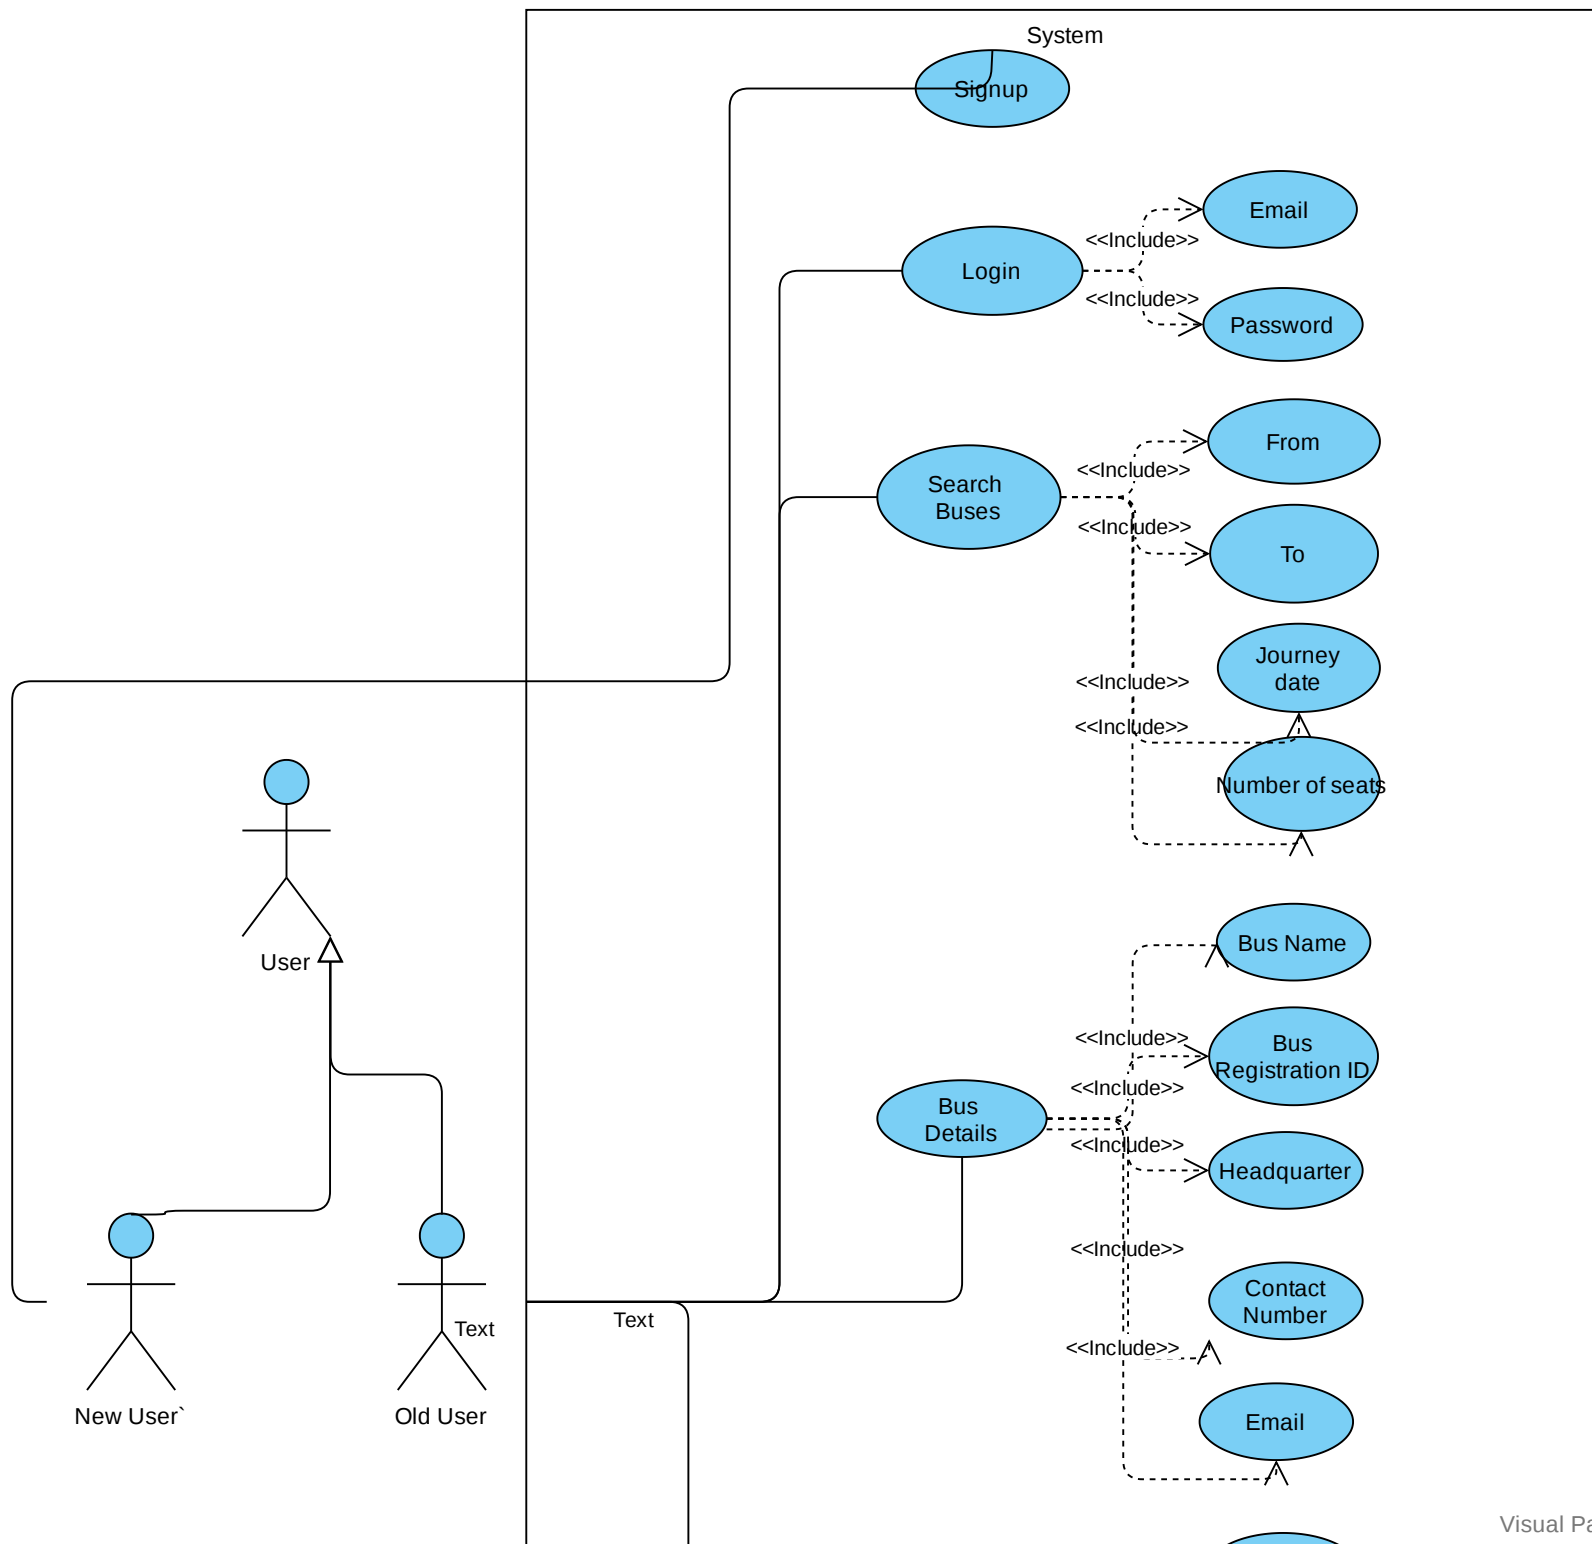 System
Signup
Email
<<Include>>
Login
<<Include>>
Password
From
<<Include>>
Search
Buses
<<Include>>
To
Journey
date
<<Include>>
<<Include>>
Number of seats
Bus Name
User
<<Include>>
Bus
Registration ID
<<Include>>
Bus
Details
<<Include>>
Headquarter
<<Include>>
Contact
Number
Text
Text
<<Include>>
New User`
Old User
Email
Visual Pa